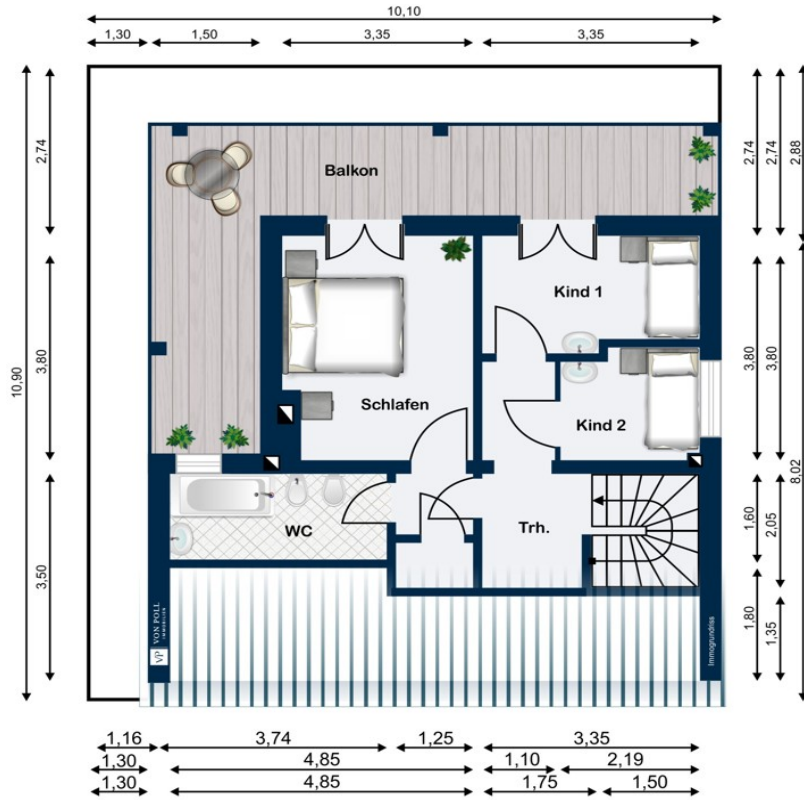 10,10
1,30 1,50 3,35 3,35
2,74
3,80
10,90
3,50
2,74 2,74 2,88
3,80 3,80
8,02
1,60 2,05
1,80 1,35
Balkon
Kind 1
Schlafen
Kind 2
WC
Trh.
VP VON POLL
IMMOBILIEN
Immogrundriss
1,16 3,74 1,25 3,35
1,30 4,85 1,10 2,19
1,30 4,85 1,75 1,50